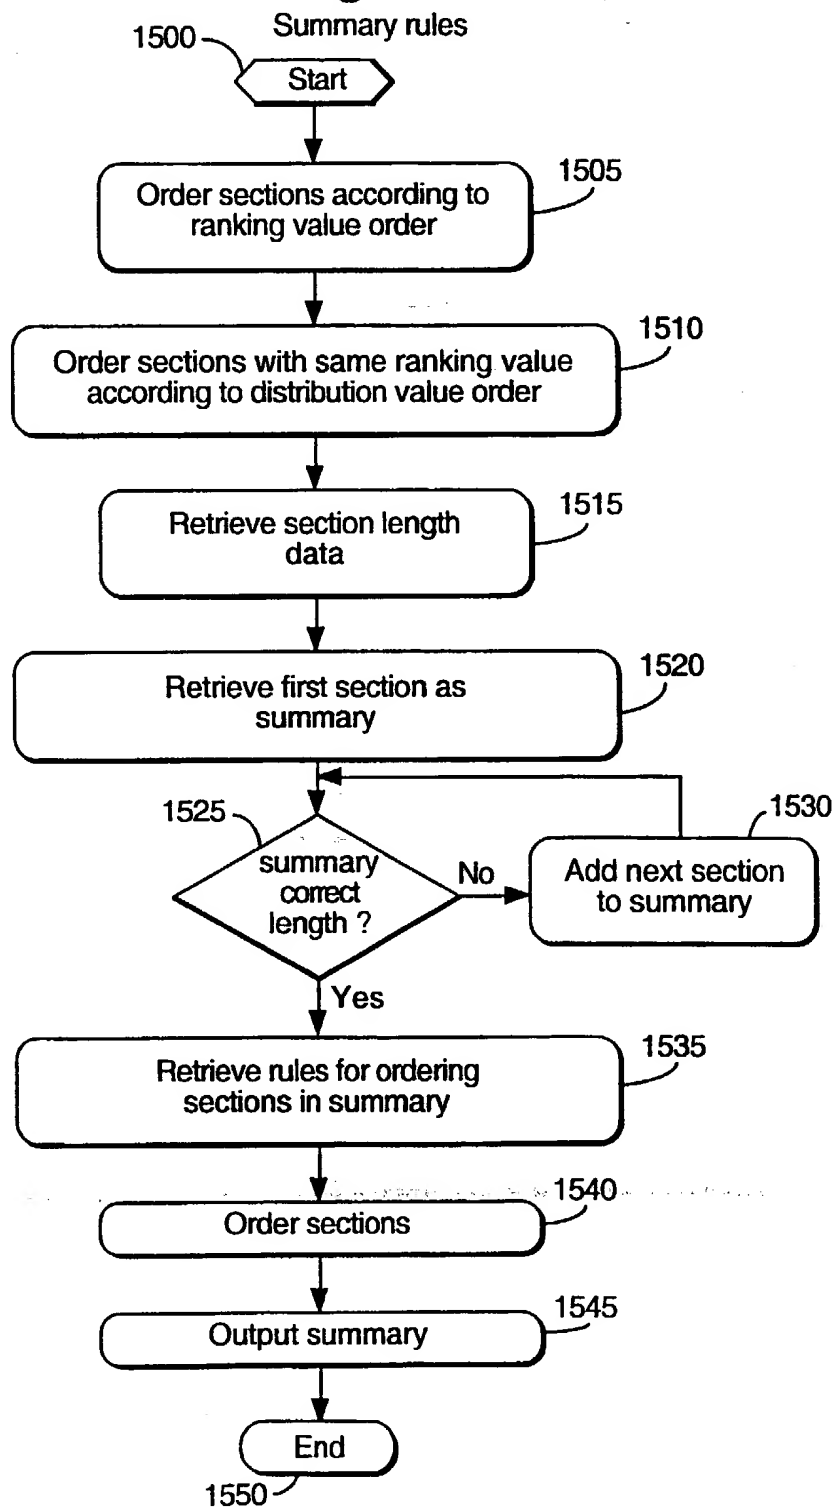 Summary rules
1500
Start
1505
Order sections according to
ranking value order
1510
Order sections with same ranking value
according to distribution value order
1515
Retrieve section length
data
1520
Retrieve first section as
summary
1525
summary
correct
length ?
No
1530
Add next section
to summary
Yes
1535
Retrieve rules for ordering
sections in summary
1540
Order sections
1545
Output summary
End
1550